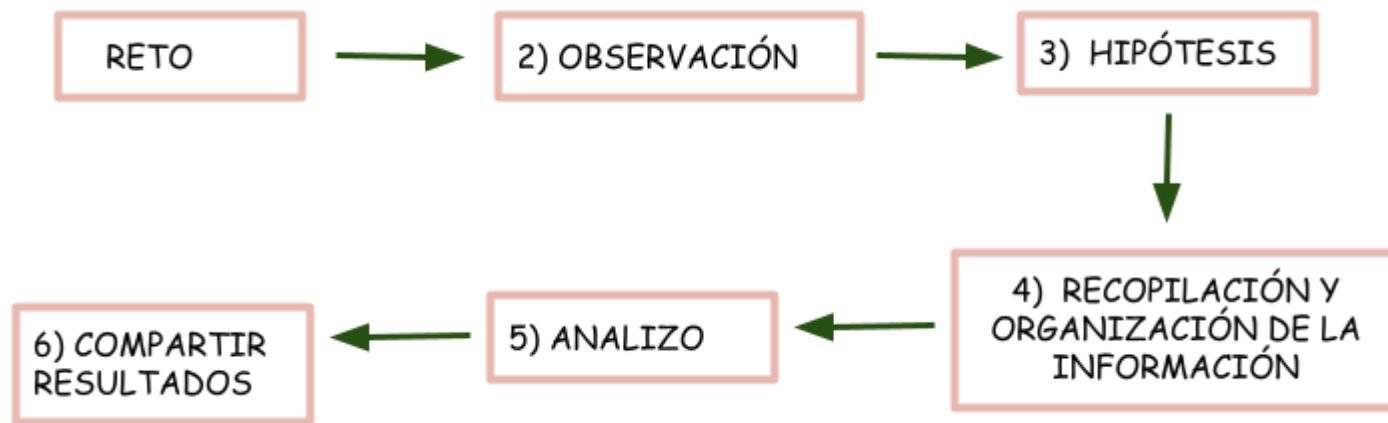 RETO
2) OBSERVACIÓN
3) HIPÓTESIS
4) RECOPILACIÓN Y
ORGANIZACIÓN DE LA
INFORMACIÓN
5) ANALIZO
6) COMPARTIR
RESULTADOS